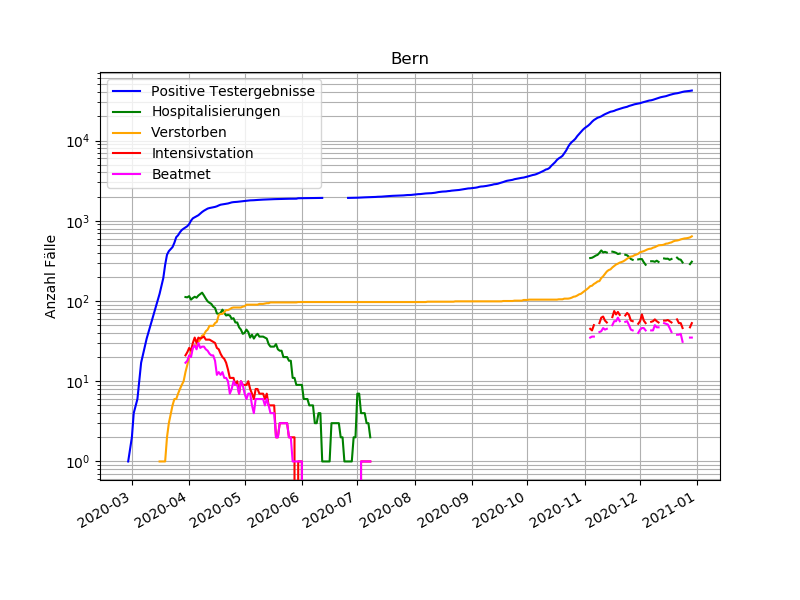 Bern
Positive Testergebnisse
Hospitalisierungen
Verstorben
Intensivstation
Beatmet
Anzahl Fälle
10^4
10^3
10^2
10^1
10^0
2020-03
2020-04
2020-05
2020-06
2020-07
2020-08
2020-09
2020-10
2020-11
2020-12
2021-01